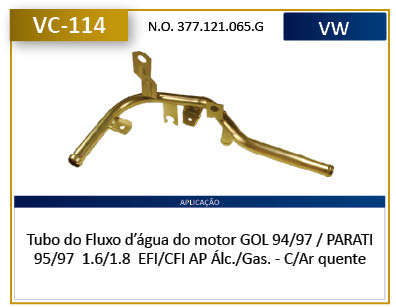 VC-114
N.O. 377.121.065.G
VW
APLICAÇÃO
Tubo do Fluxo d'água do motor GOL 94/97 / PARATI
95/97 1.6/1.8 EFI/CFI AP Álc./Gas. - C/Ar quente